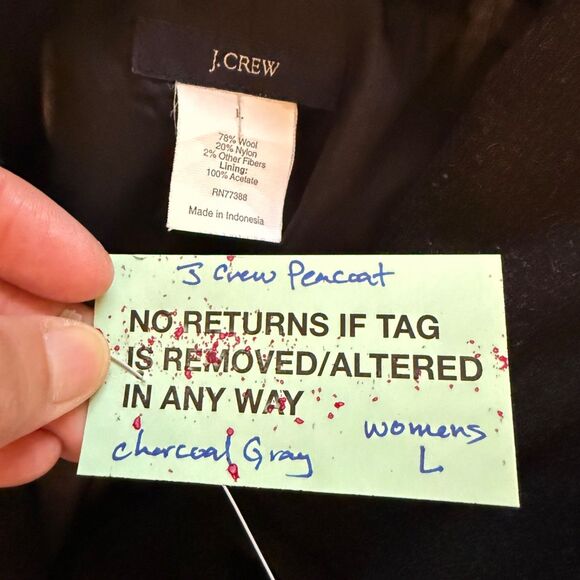 J.CREW
L
78% Wool
20% Nylon
2% Other Fibers
Lining:
100% Acetate
RN77388
Made in Indonesia
J Crew Peacoat
NO RETURNS IF TAG
IS REMOVED/ALTERED
IN ANY WAY
Charcoal Gray
womens
L